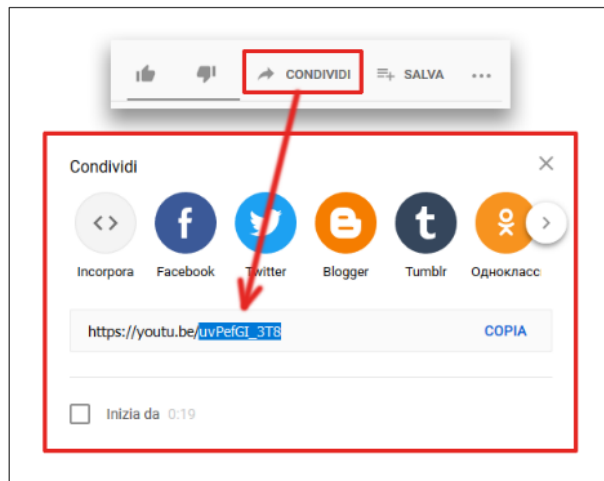 CONDIVIDI SALVA
Condividi
Incorpora Facebook Twitter Blogger Tumblr Однокласс
https://youtu.be/uvPefGI_3T8 COPIA
Inizia da 0:19